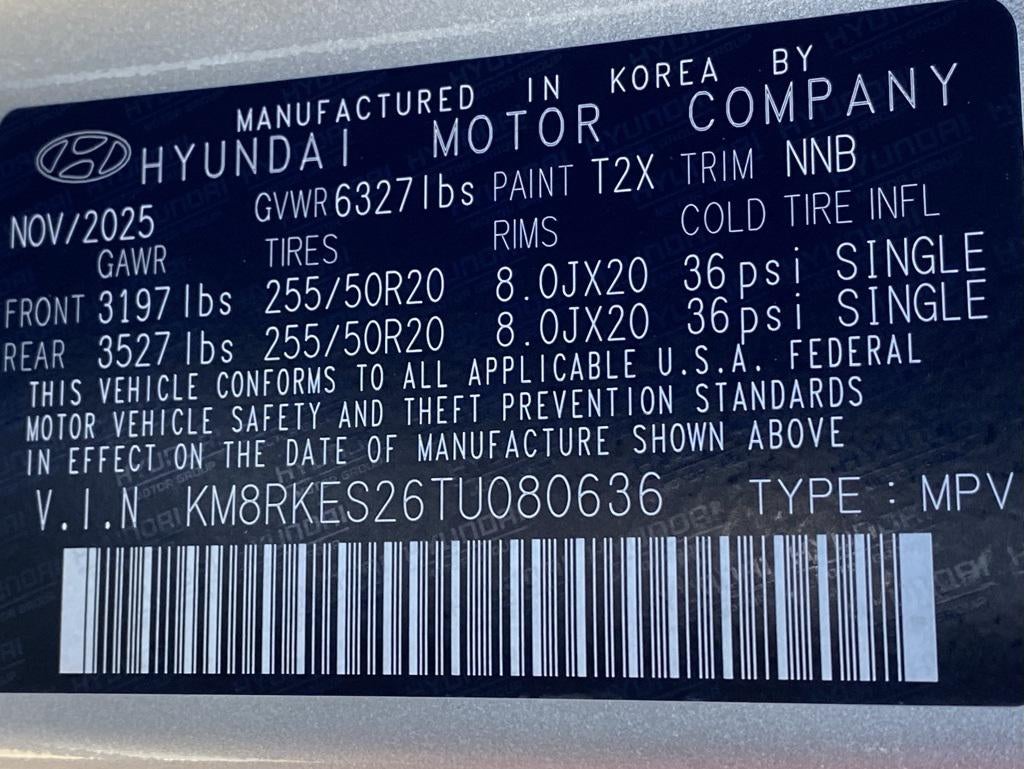 MANUFACTURED IN KOREA BY
HYUNDAI MOTOR COMPANY
NOV/2025 GVWR 6327lbs PAINT T2X TRIM NNB
GAWR TIRES RIMS COLD TIRE INFL
FRONT 3197lbs 255/50R20 8.0JX20 36psi SINGLE
REAR 3527lbs 255/50R20 8.0JX20 36psi SINGLE
THIS VEHICLE CONFORMS TO ALL APPLICABLE U.S.A. FEDERAL
MOTOR VEHICLE SAFETY AND THEFT PREVENTION STANDARDS
IN EFFECT ON THE DATE OF MANUFACTURE SHOWN ABOVE
V.I.N KM8RKES26TU080636 TYPE : MPV